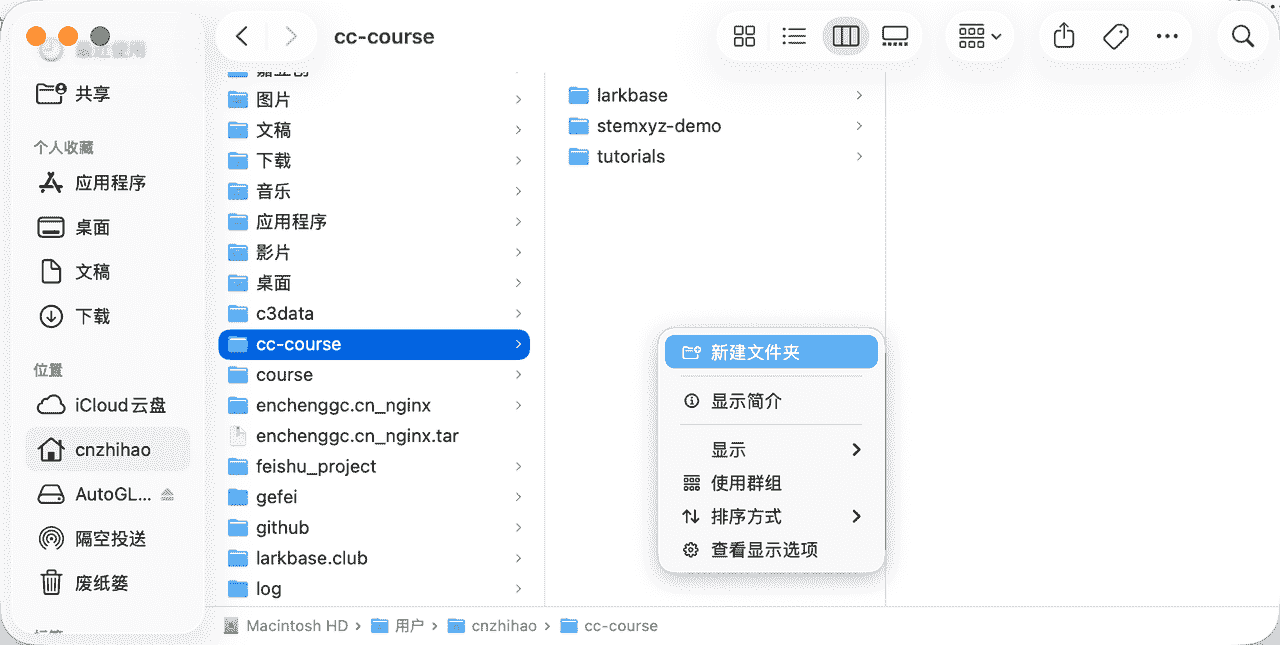 cc-course
共享
个人收藏
应用程序
桌面
文稿
下载
位置
iCloud云盘
cnzhihao
AutoGL...
隔空投送
废纸篓
图片
文稿
下载
音乐
应用程序
影片
桌面
c3data
cc-course
course
enchenggc.cn_nginx
enchenggc.cn_nginx.tar
feishu_project
gefei
github
larkbase.club
log
larkbase
stemxyz-demo
tutorials
新建文件夹
显示简介
显示
使用群组
排序方式
查看显示选项
Macintosh HD › 用户 › cnzhihao › cc-course